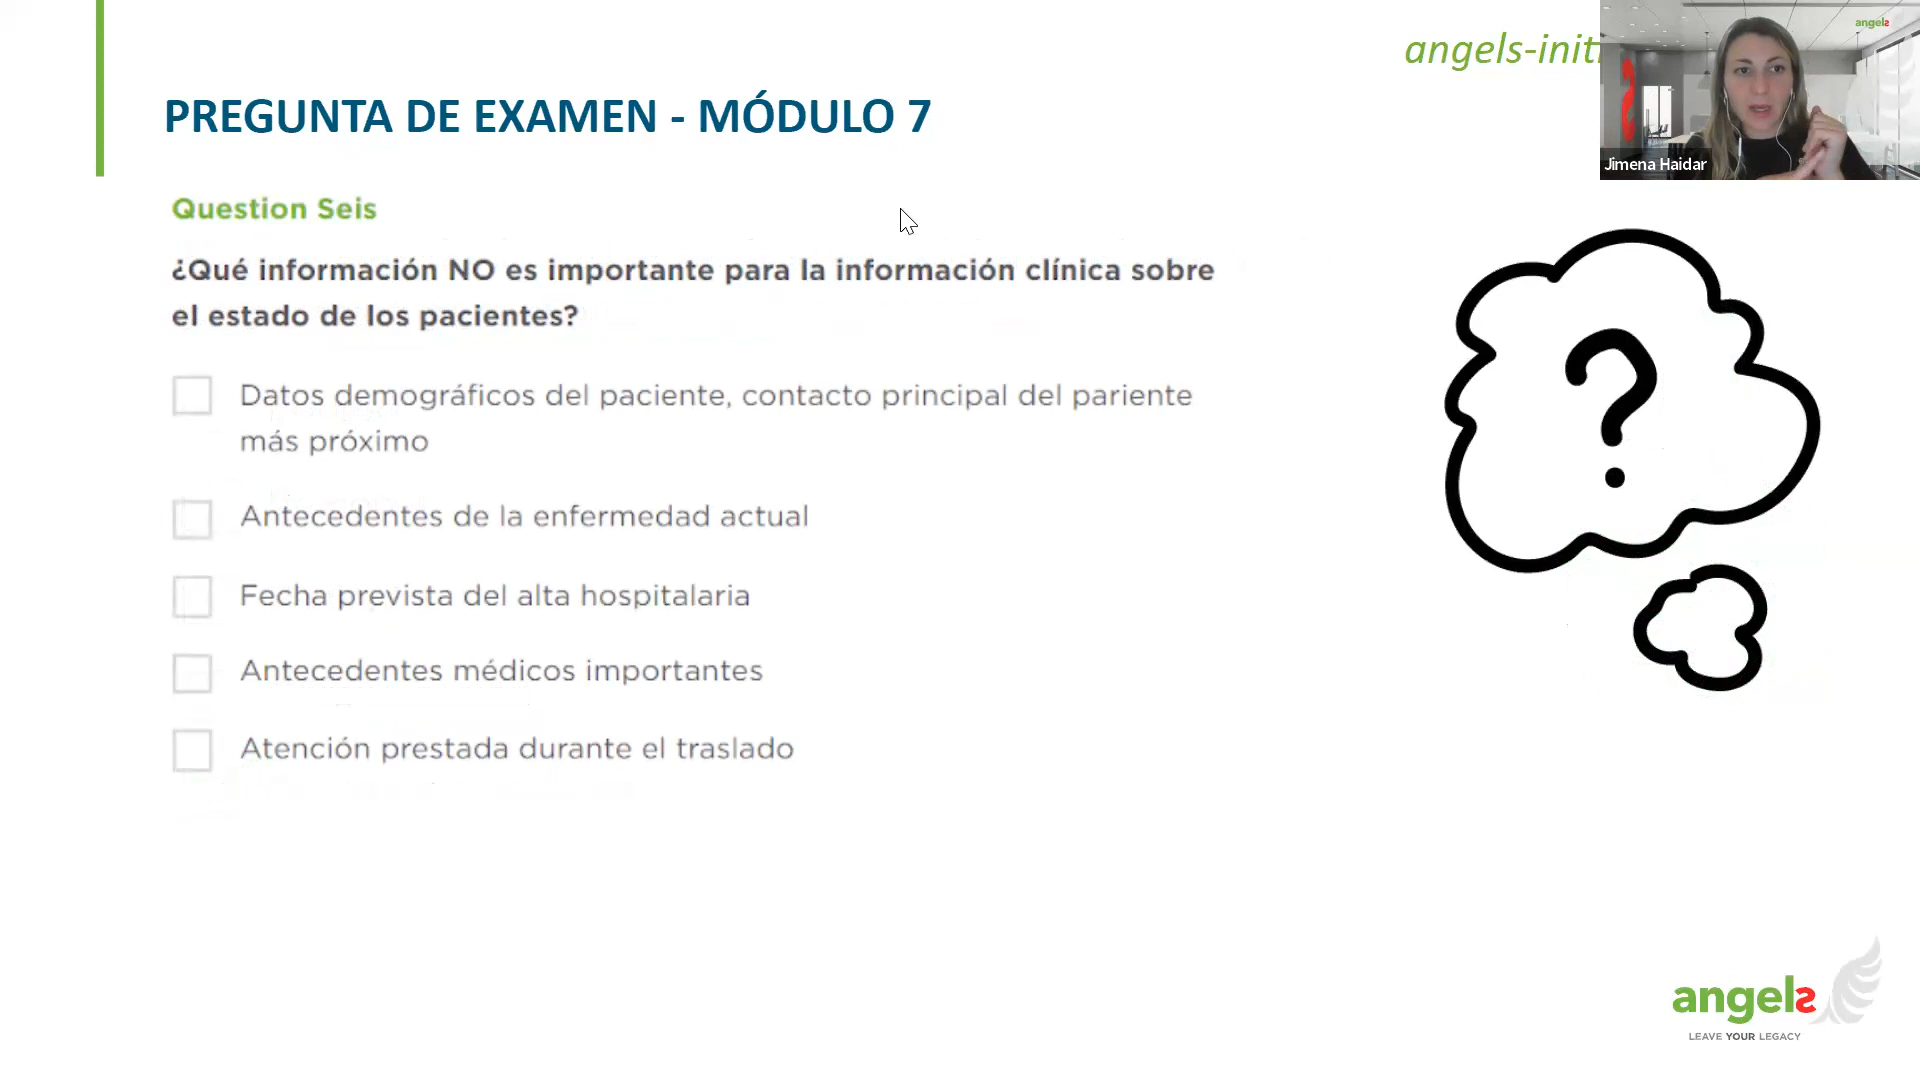 angels-initi
angels
Jimena Haidar
PREGUNTA DE EXAMEN - MÓDULO 7
Question Seis
¿Qué información NO es importante para la información clínica sobre
el estado de los pacientes?
Datos demográficos del paciente, contacto principal del pariente
más próximo
Antecedentes de la enfermedad actual
Fecha prevista del alta hospitalaria
Antecedentes médicos importantes
Atención prestada durante el traslado
?
angels
LEAVE YOUR LEGACY